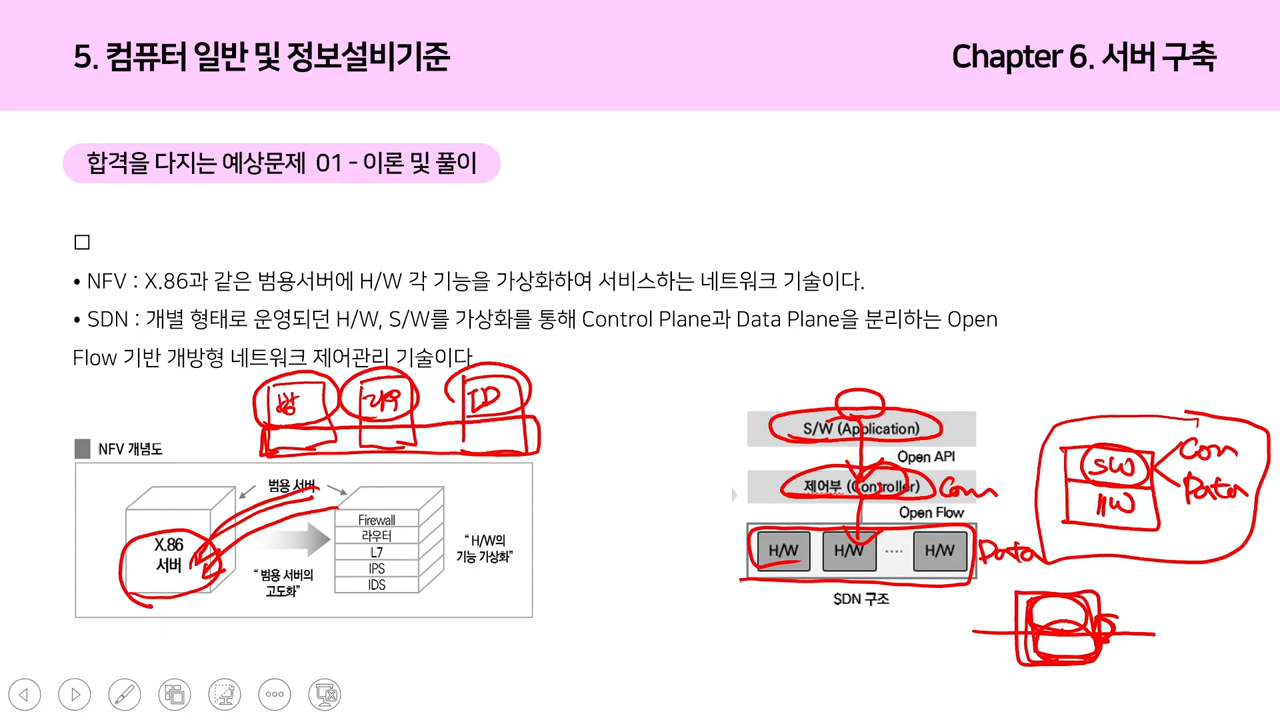 5. 컴퓨터 일반 및 정보설비기준
Chapter 6. 서버 구축
합격을 다지는 예상문제 01 - 이론 및 풀이
□
• NFV : X.86과 같은 범용서버에 H/W 각 기능을 가상화하여 서비스하는 네트워크 기술이다.
• SDN : 개별 형태로 운영되던 H/W, S/W를 가상화를 통해 Control Plane과 Data Plane을 분리하는 Open
Flow 기반 개방형 네트워크 제어관리 기술이다
방 라우 ID
NFV 개념도
범용 서버
X.86
서버
“ 범용 서버의
고도화”
Firewall
라우터
L7
IPS
IDS
“ H/W의
기능 가상화”
S/W (Application)
Open API
제어부 (Controller)
Con
Open Flow
H/W H/W ···· H/W
Data
SDN 구조
SW
HW
Con
Data